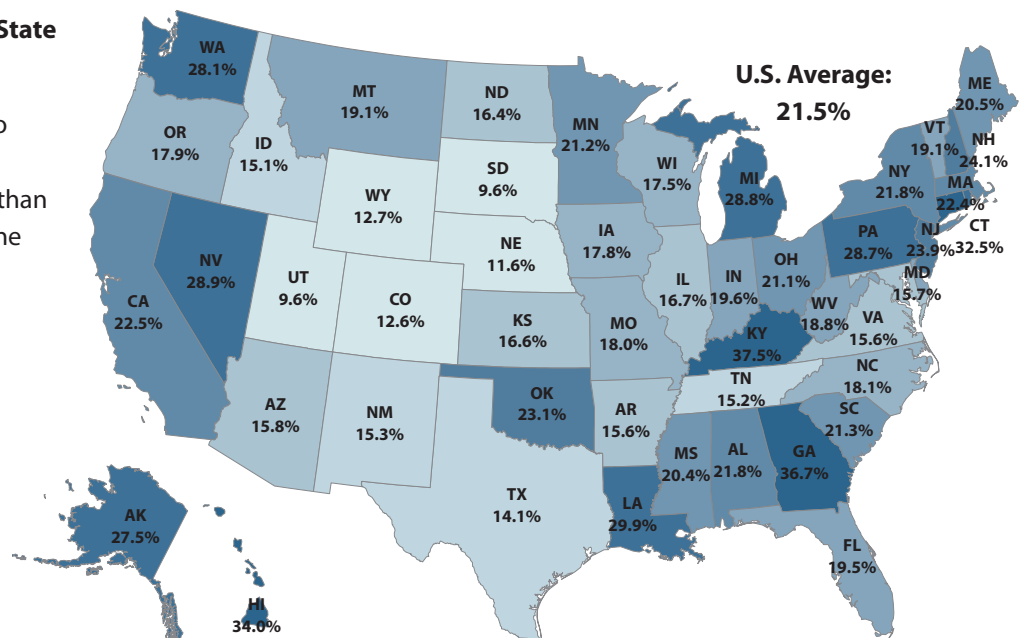 State
than
U.S. Average:
21.5%
WA
28.1%
OR
17.9%
ID
15.1%
MT
19.1%
ND
16.4%
SD
9.6%
WY
12.7%
NE
11.6%
MN
21.2%
WI
17.5%
MI
28.8%
IA
17.8%
NV
28.9%
CA
22.5%
UT
9.6%
CO
12.6%
KS
16.6%
MO
18.0%
IL
16.7%
IN
19.6%
OH
21.1%
KY
37.5%
WV
18.8%
VA
15.6%
PA
28.7%
NY
21.8%
VT
19.1%
NH
24.1%
ME
20.5%
MA
22.4%
CT
32.5%
NJ
23.9%
MD
15.7%
NC
18.1%
SC
21.3%
TN
15.2%
AZ
15.8%
NM
15.3%
OK
23.1%
AR
15.6%
MS
20.4%
AL
21.8%
GA
36.7%
TX
14.1%
LA
29.9%
FL
19.5%
AK
27.5%
HI
34.0%